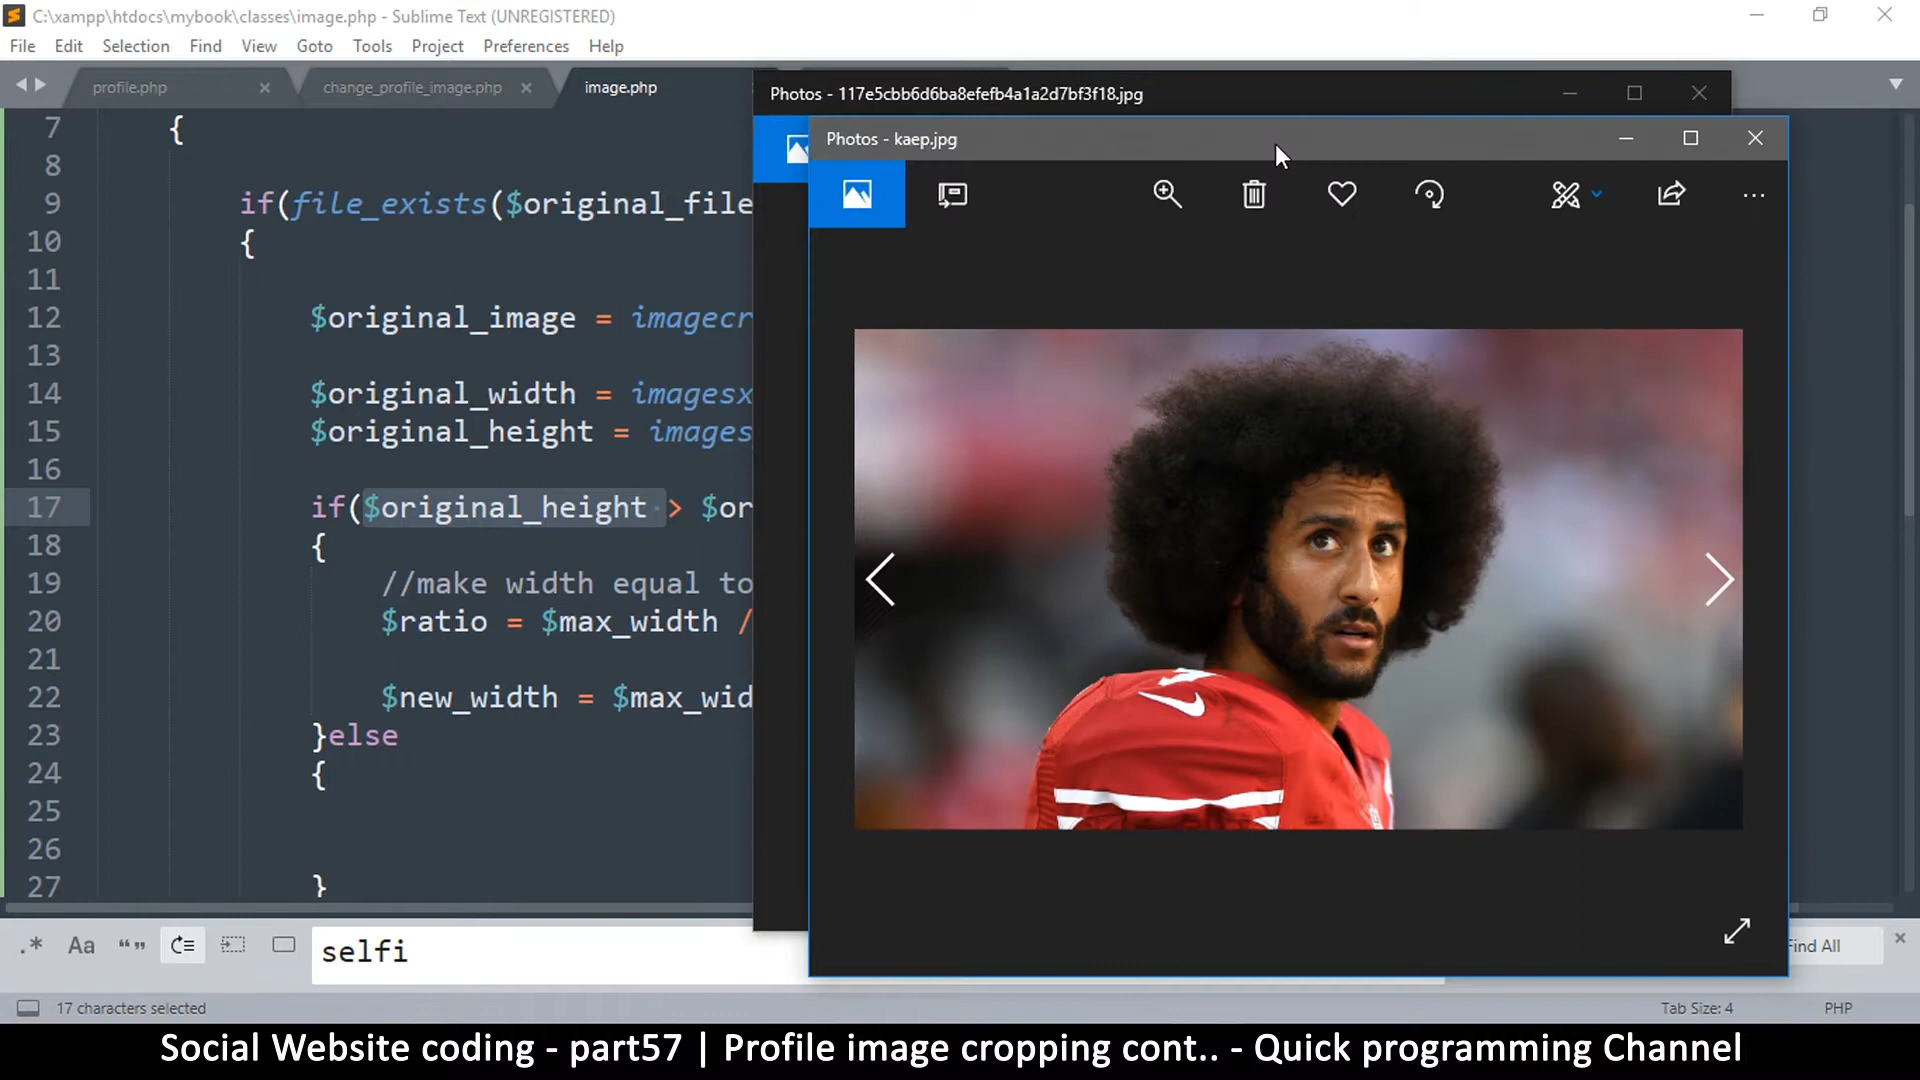 C:\xampp\htdocs\mybook\classes\image.php - Sublime Text (UNREGISTERED)
File Edit Selection Find View Goto Tools Project Preferences Help
profile.php change_profile_image.php image.php
Photos - 117e5cbb6d6ba8efefb4a1a2d7bf3f18.jpg
Photos - kaep.jpg
7 {
8
9 if(file_exists($original_file
10 {
11
12 $original_image = imagecr
13
14 $original_width = imagesx
15 $original_height = images
16
17 if($original_height > $or
18 {
19 //make width equal to
20 $ratio = $max_width /
21
22 $new_width = $max_wid
23 }else
24 {
25
26
27 }
.* Aa “” selfi Find All
17 characters selected Tab Size: 4 PHP
Social Website coding - part57 | Profile image cropping cont.. - Quick programming Channel